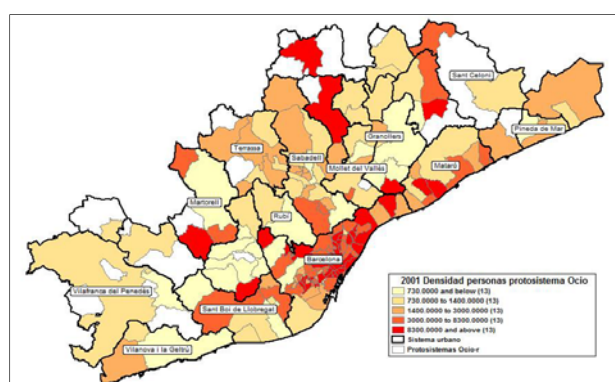 Sant Celoni
Pineda de Mar
Granollers
Terrassa
Sabadell
Mollet del Vallès
Mataró
Martorell
Rubí
Barcelona
Vilafranca del Penedès
Sant Boi de Llobregat
Vilanova i la Geltrú
2001 Densidad personas protosistema Ocio
730.0000 and below (13)
730.0000 to 1400.0000 (13)
1400.0000 to 3000.0000 (13)
3000.0000 to 8300.0000 (13)
8300.0000 and above (13)
Sistema urbano
Protosistemas Ocio-r